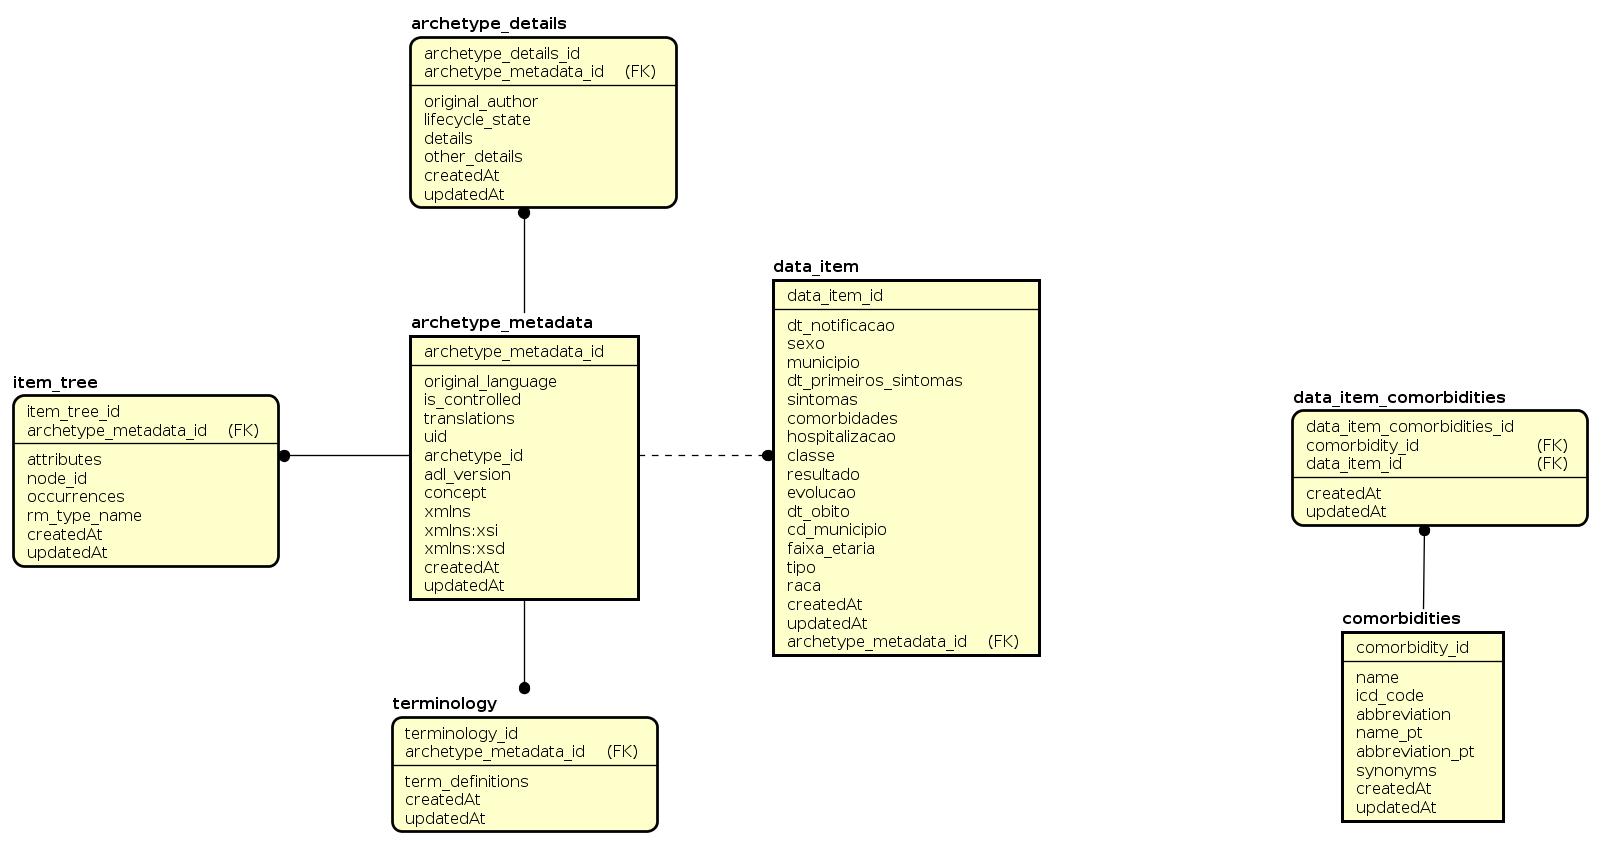 archetype_details
archetype_details_id
archetype_metadata_id (FK)
original_author
lifecycle_state
details
other_details
createdAt
updatedAt
data_item
data_item_id
dt_notificacao
sexo
municipio
dt_primeiros_sintomas
sintomas
comorbidades
hospitalizacao
classe
resultado
evolucao
dt_obito
cd_municipio
faixa_etaria
tipo
raca
createdAt
updatedAt
archetype_metadata_id (FK)
archetype_metadata
archetype_metadata_id
original_language
is_controlled
translations
uid
archetype_id
adl_version
concept
xmlns
xmlns:xsi
xmlns:xsd
createdAt
updatedAt
item_tree
item_tree_id
archetype_metadata_id (FK)
attributes
node_id
occurrences
rm_type_name
createdAt
updatedAt
data_item_comorbidities
data_item_comorbidities_id
comorbidity_id (FK)
data_item_id (FK)
createdAt
updatedAt
comorbidities
comorbidity_id
name
icd_code
abbreviation
name_pt
abbreviation_pt
synonyms
createdAt
updatedAt
terminology
terminology_id
archetype_metadata_id (FK)
term_definitions
createdAt
updatedAt